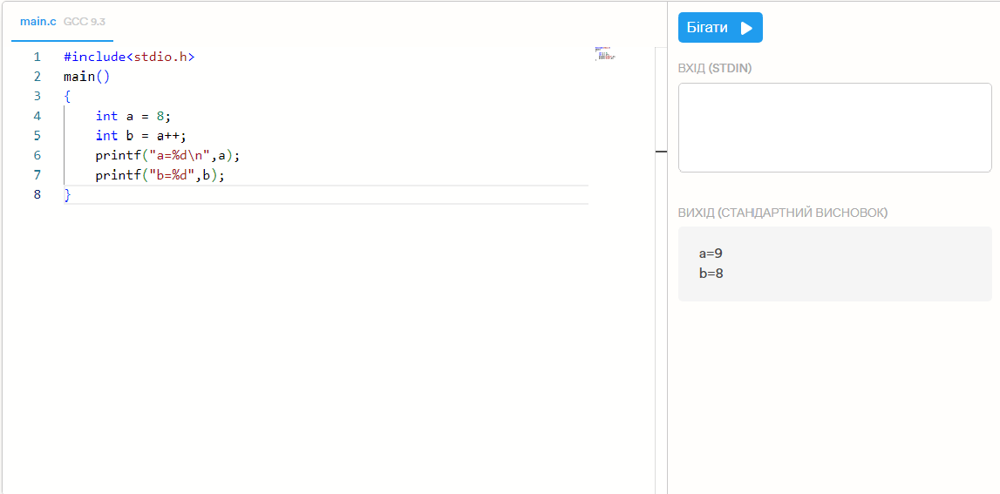 main.c GCC 9.3
1 #include<stdio.h>
2 main()
3 {
4 int a = 8;
5 int b = a++;
6 printf("a=%d\n",a);
7 printf("b=%d",b);
8 }
Бігати
ВХІД (STDIN)
ВИХІД (СТАНДАРТНИЙ ВИСНОВОК)
a=9
b=8